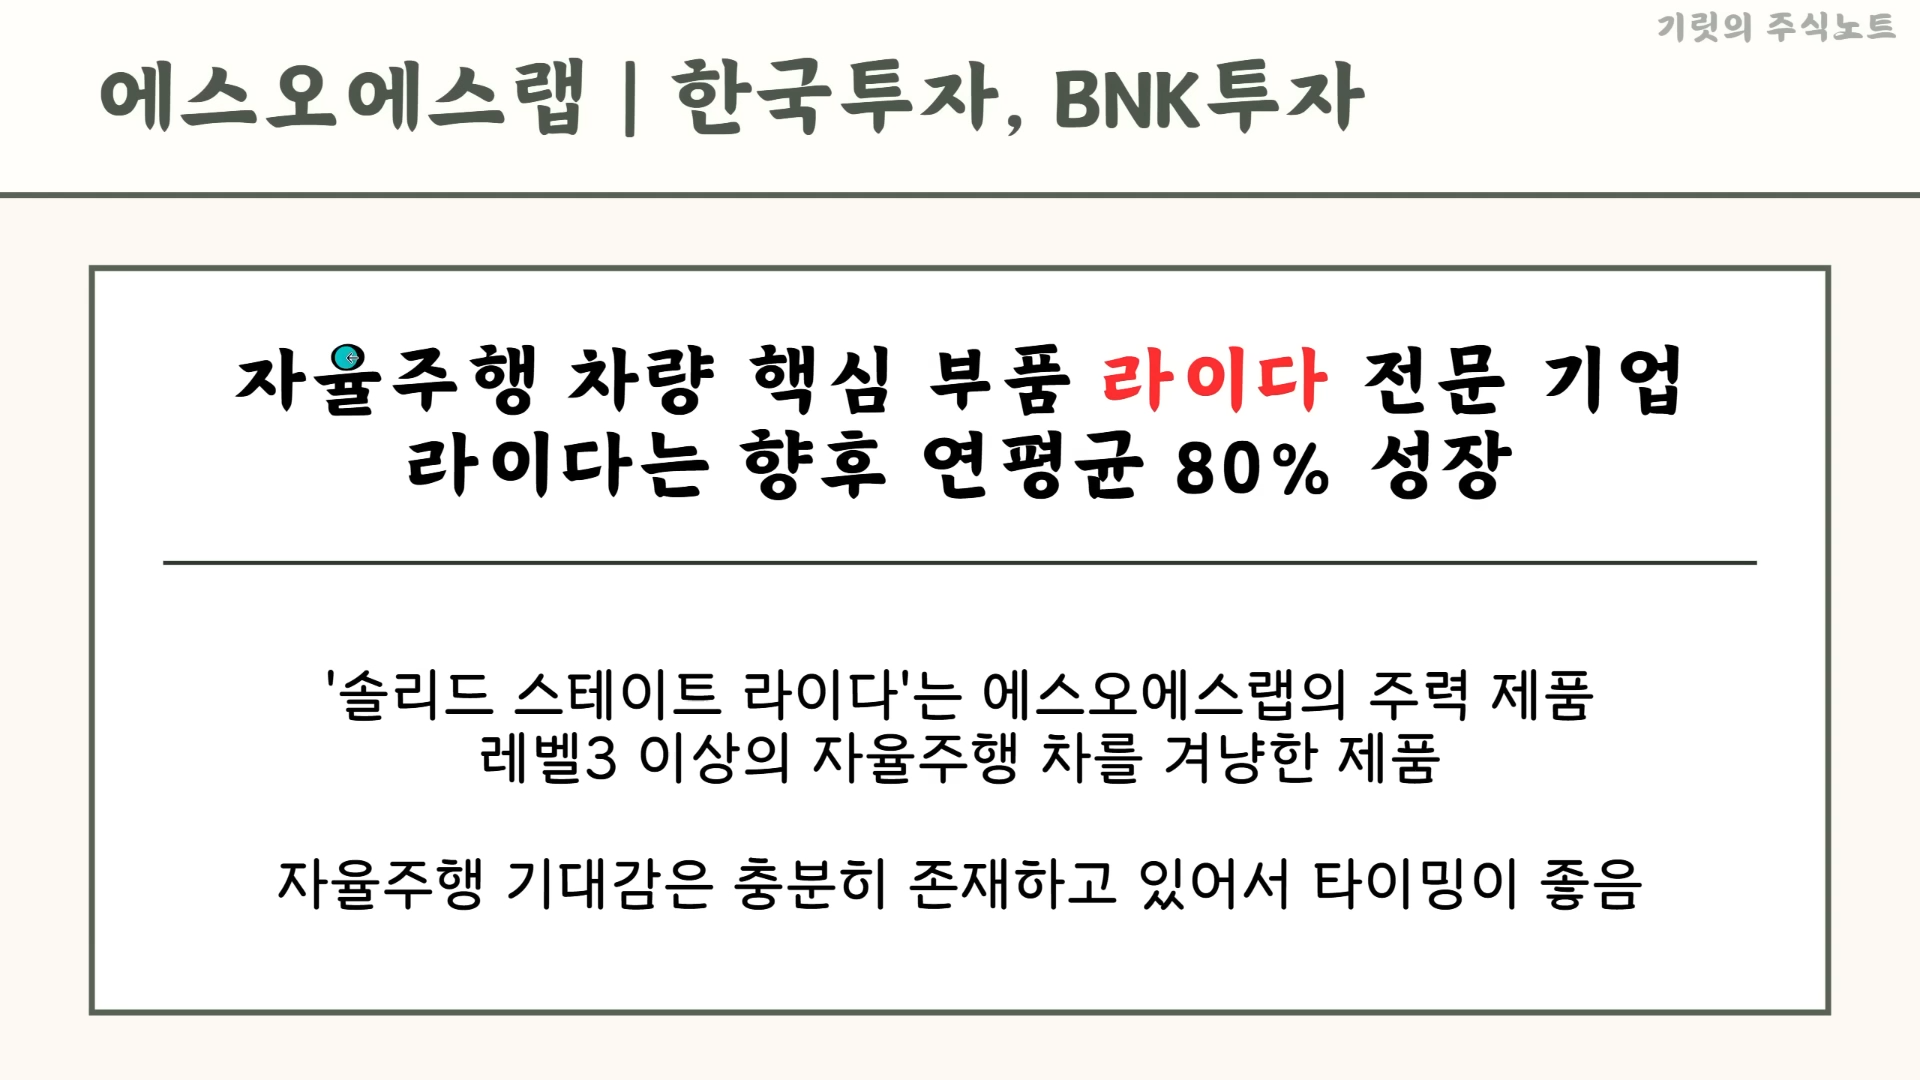 기릿의 주식노트
에스오에스랩 | 한국투자, BNK투자
자율주행 차량 핵심 부품 라이다 전문 기업
라이다는 향후 연평균 80% 성장
'솔리드 스테이트 라이다'는 에스오에스랩의 주력 제품
레벨3 이상의 자율주행 차를 겨냥한 제품
자율주행 기대감은 충분히 존재하고 있어서 타이밍이 좋음